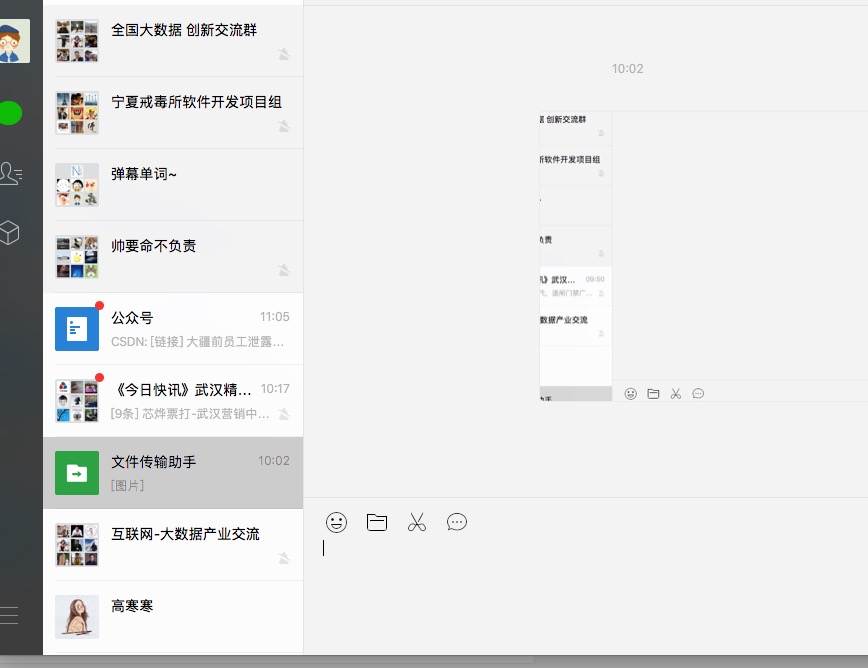 全国大数据 创新交流群
宁夏戒毒所软件开发项目组
弹幕单词~
帅要命不负责
公众号 11:05
CSDN: [链接] 大疆前员工泄露...
《今日快讯》武汉精... 10:17
[9条] 芯烨票打-武汉营销中...
文件传输助手 10:02
[图片]
互联网-大数据产业交流
高寒寒
10:02
创新交流群
软件开发项目组
负责
武汉... 09:50
数据产业交流